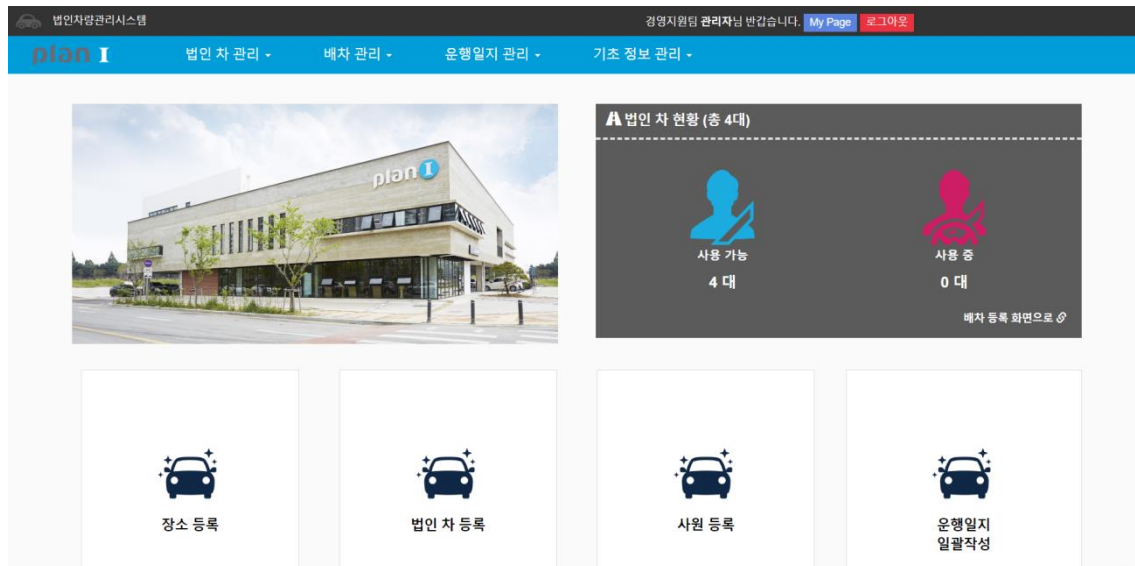 법인차량관리시스템
경영지원팀 관리자님 반갑습니다. My Page 로그아웃
plan I 법인 차 관리 배차 관리 운행일지 관리 기초 정보 관리
plan I
법인 차 현황 (총 4대)
사용 가능 사용 중
4 대 0 대
배차 등록 화면으로
장소 등록 법인 차 등록 사원 등록 운행일지
일괄작성